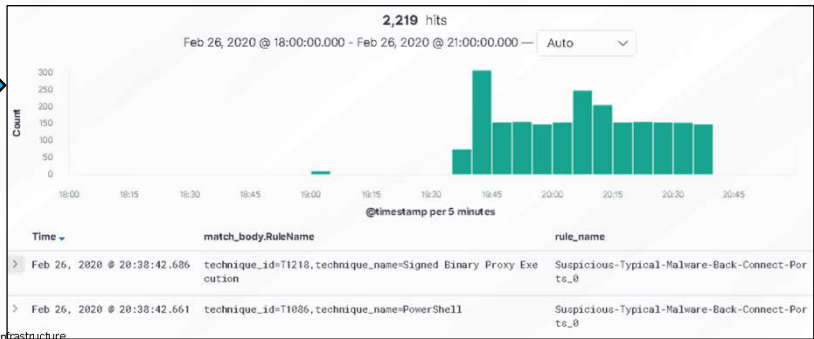 2,219 hits
Feb 26, 2020 @ 18:00:00.000 - Feb 26, 2020 @ 21:00:00.000 — Auto
300
250
200
150
100
50
0
Count
18:00 18:15 18:30 18:45 19:00 19:15 19:30 19:45 20:00 20:15 20:30 20:45
@timestamp per 5 minutes
Time match_body.RuleName rule_name
> Feb 26, 2020 @ 20:38:42.686 technique_id=T1218,technique_name=Signed Binary Proxy Exe Suspicious-Typical-Malware-Back-Connect-Por
cution ts_0
> Feb 26, 2020 @ 20:38:42.661 technique_id=T1086,technique_name=PowerShell Suspicious-Typical-Malware-Back-Connect-Por
ts_0